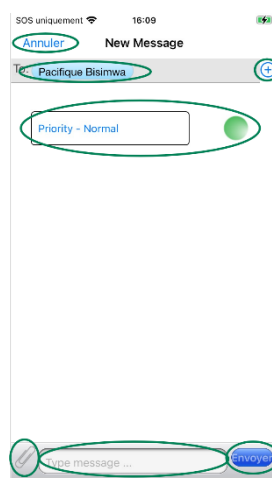 SOS uniquement 16:09
Annuler New Message
To: Pacifique Bisimwa
Priority - Normal
Type message ...
Envoyer